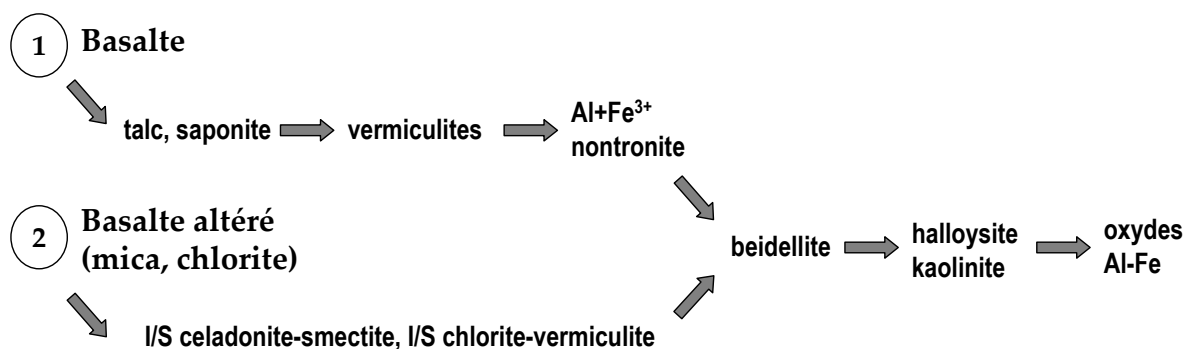 1 Basalte
talc, saponite vermiculites Al+Fe³⁺
nontronite
2 Basalte altéré
(mica, chlorite)
beidellite halloysite
kaolinite oxydes
Al-Fe
I/S celadonite-smectite, I/S chlorite-vermiculite